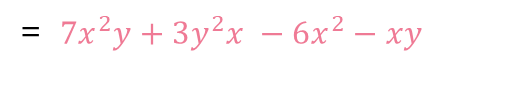 = 7x²y + 3y²x − 6x² − xy